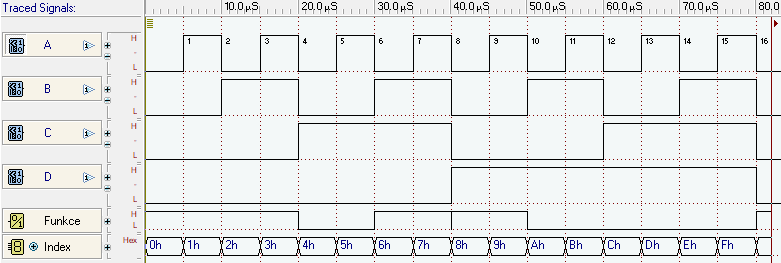 Traced Signals: 10.0µS 20.0µS 30.0µS 40.0µS 50.0µS 60.0µS 70.0µS 80.0
A H - L 1 2 3 4 5 6 7 8 9 10 11 12 13 14 15 16
B H - L
C H - L
D H - L
Funkce H L
Index Hex 0h 1h 2h 3h 4h 5h 6h 7h 8h 9h Ah Bh Ch Dh Eh Fh